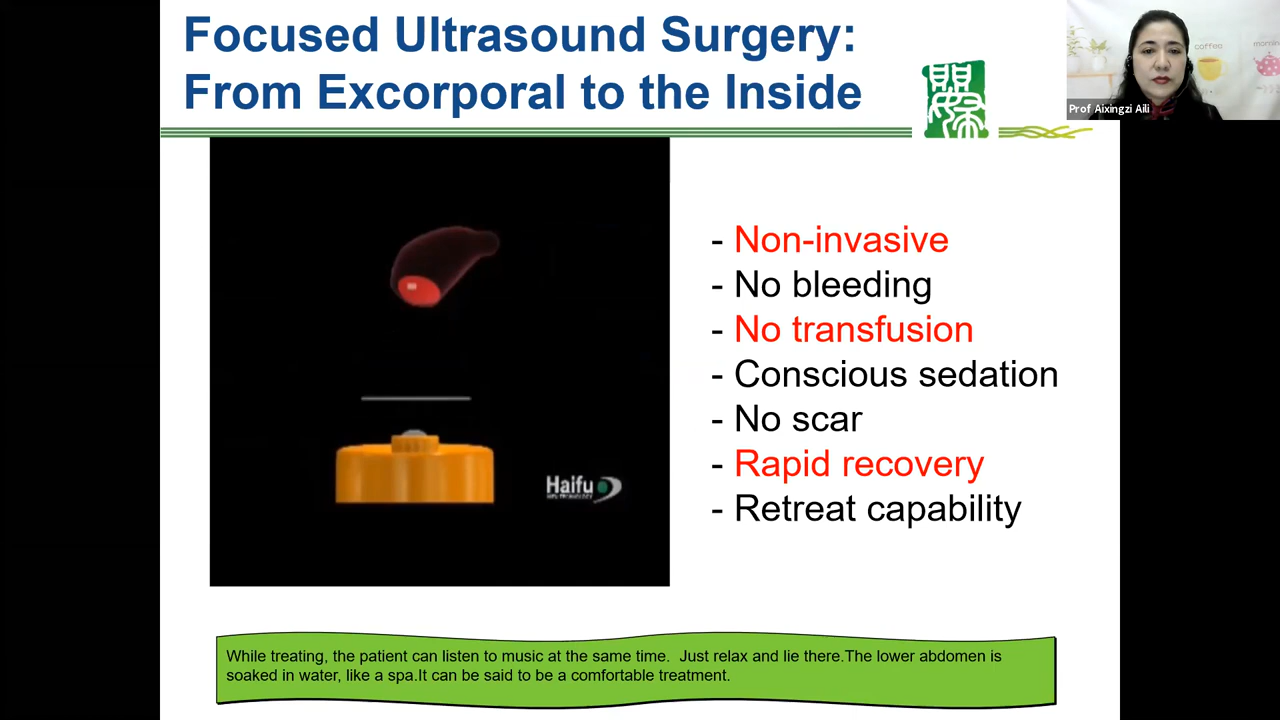 Focused Ultrasound Surgery:
From Excorporal to the Inside
coffee
morning
Prof Aixingzi Aili
- Non-invasive
- No bleeding
- No transfusion
- Conscious sedation
- No scar
- Rapid recovery
- Retreat capability
Haifu
While treating, the patient can listen to music at the same time.  Just relax and lie there.The lower abdomen is
soaked in water, like a spa.It can be said to be a comfortable treatment.